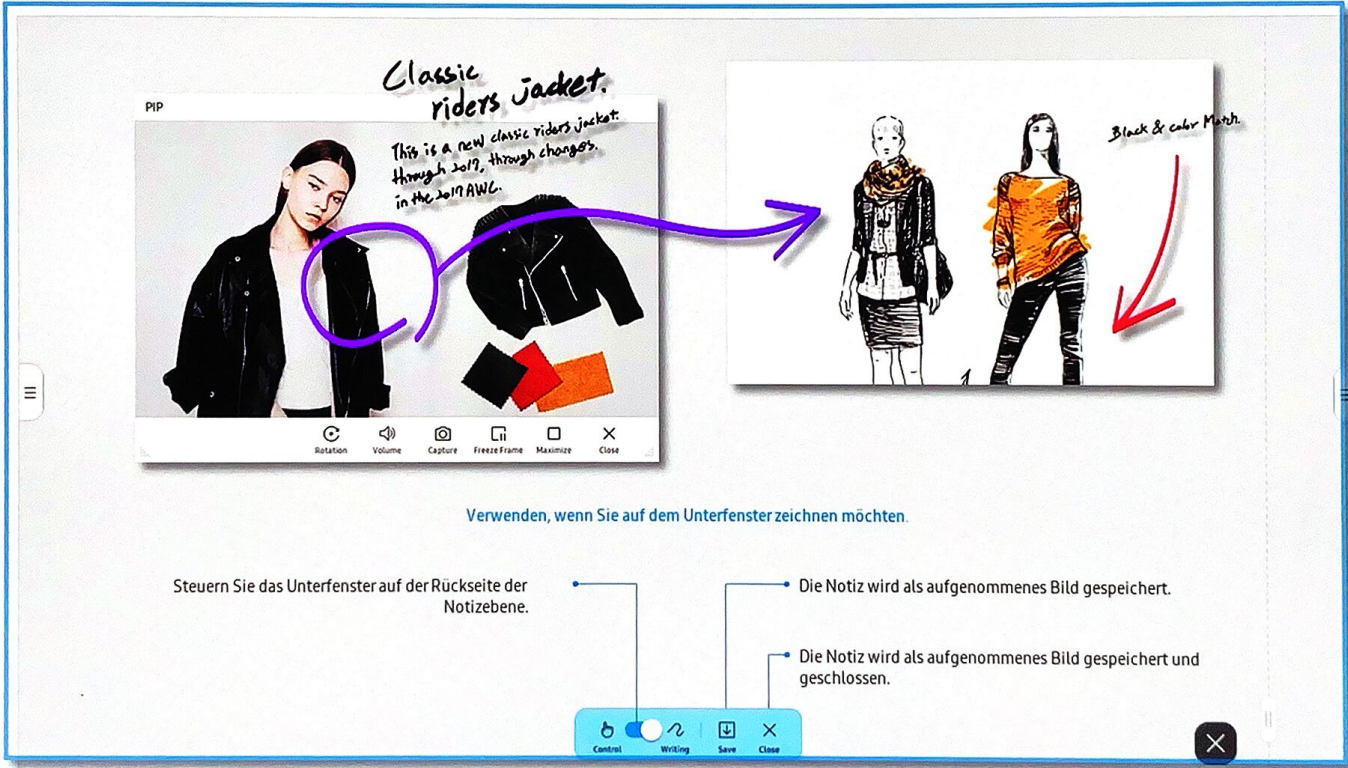 Classic
riders jacket.
PIP
This is a new classic riders jacket.
through 2017, through changes.
in the 2017 AWC.
Black & color Match.
Rotation
Volume
Capture
Freeze Frame
Maximize
Close
Verwenden, wenn Sie auf dem Unterfenster zeichnen möchten.
Steuern Sie das Unterfenster auf der Rückseite der
Notizebene.
Die Notiz wird als aufgenommenes Bild gespeichert.
Die Notiz wird als aufgenommenes Bild gespeichert und
geschlossen.
Control
Writing
Save
Close